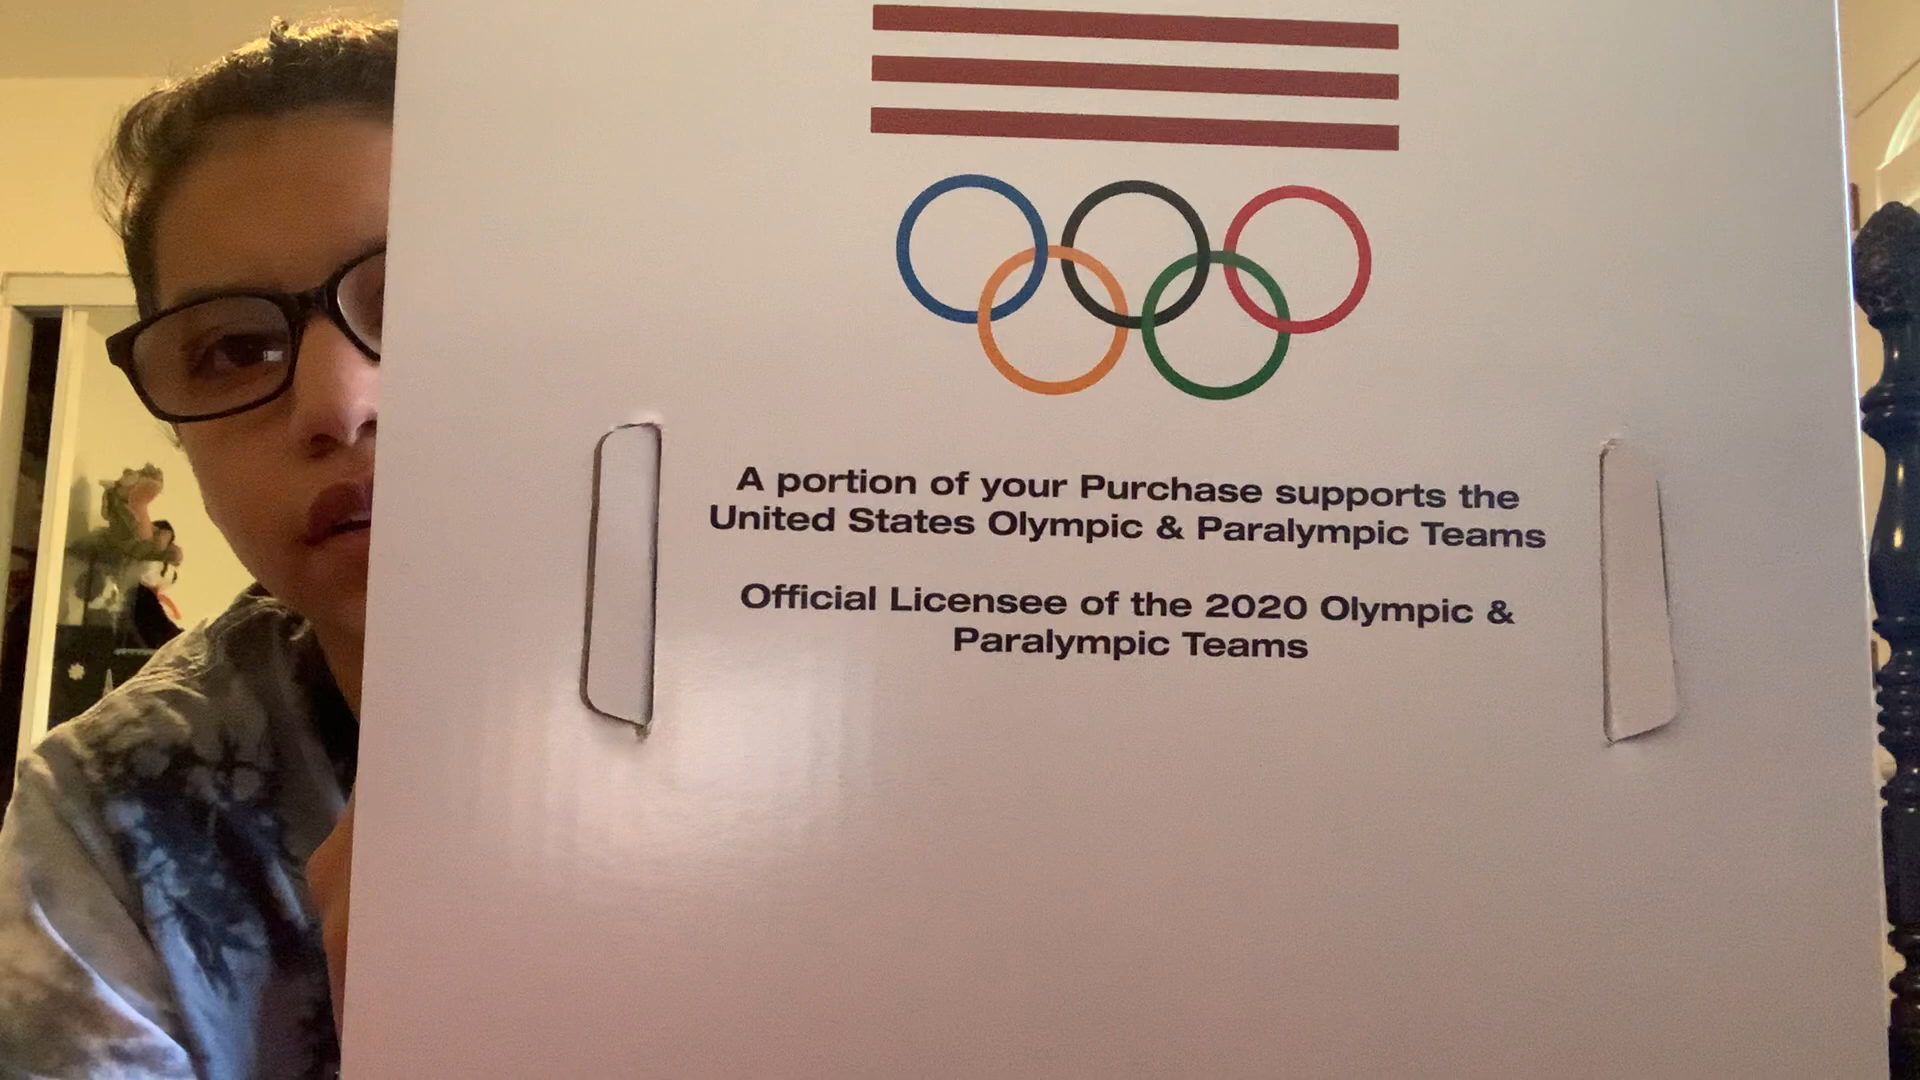 A portion of your Purchase supports the
United States Olympic & Paralympic Teams
Official Licensee of the 2020 Olympic &
Paralympic Teams